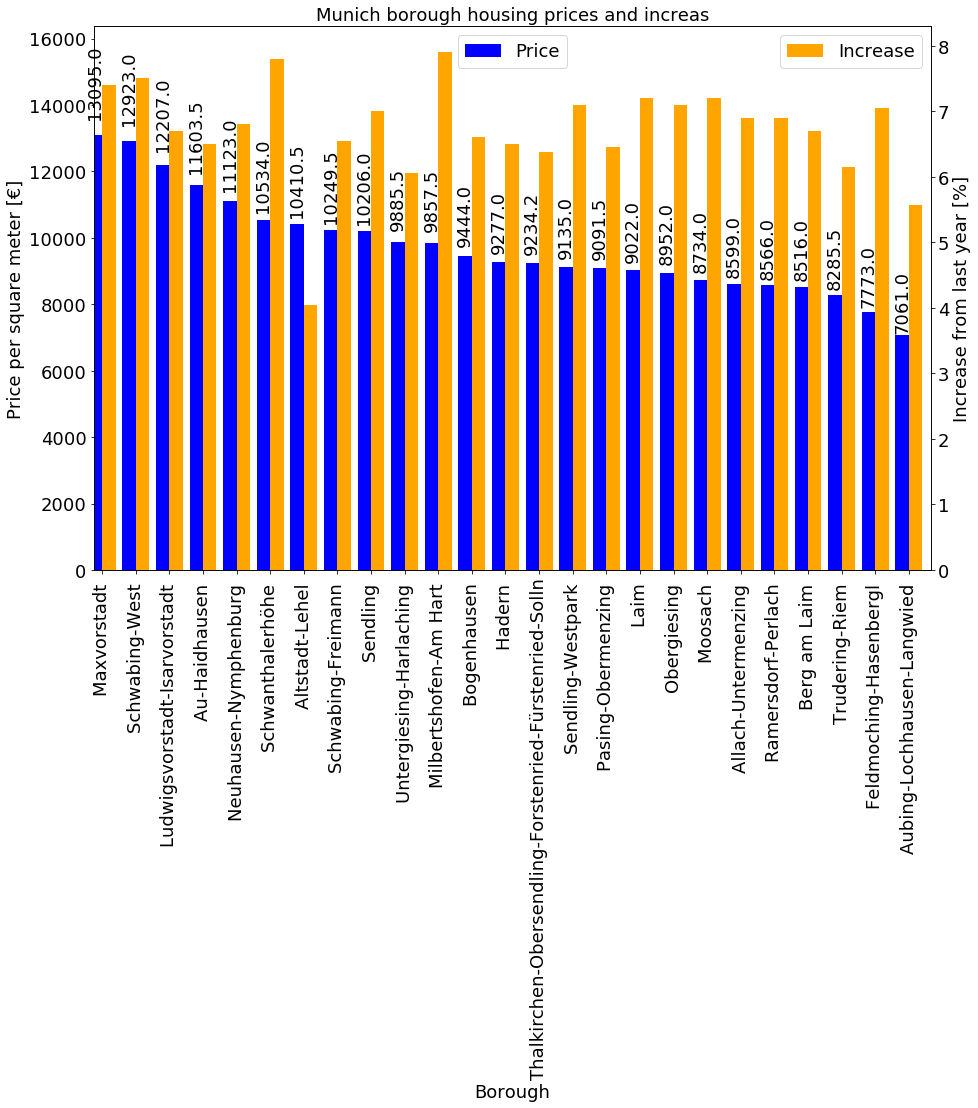 Munich borough housing prices and increas
Price
Increase
Price per square meter [€]
16000
14000
12000
10000
8000
6000
4000
2000
0
13095.0
12923.0
12207.0
11603.5
11123.0
10534.0
10410.5
10249.5
10206.0
9885.5
9857.5
9444.0
9277.0
9234.2
9135.0
9091.5
9022.0
8952.0
8734.0
8599.0
8566.0
8516.0
8285.5
7773.0
7061.0
8
7
6
5
4
3
2
1
0
Increase from last year [%]
Maxvorstadt
Schwabing-West
Ludwigsvorstadt-Isarvorstadt
Au-Haidhausen
Neuhausen-Nymphenburg
Schwanthalerhöhe
Altstadt-Lehel
Schwabing-Freimann
Sendling
Untergiesing-Harlaching
Milbertshofen-Am Hart
Bogenhausen
Hadern
Thalkirchen-Obersendling-Forstenried-Fürstenried-Solln
Sendling-Westpark
Pasing-Obermenzing
Laim
Obergiesing
Moosach
Allach-Untermenzing
Ramersdorf-Perlach
Berg am Laim
Trudering-Riem
Feldmoching-Hasenbergl
Aubing-Lochhausen-Langwied
Borough